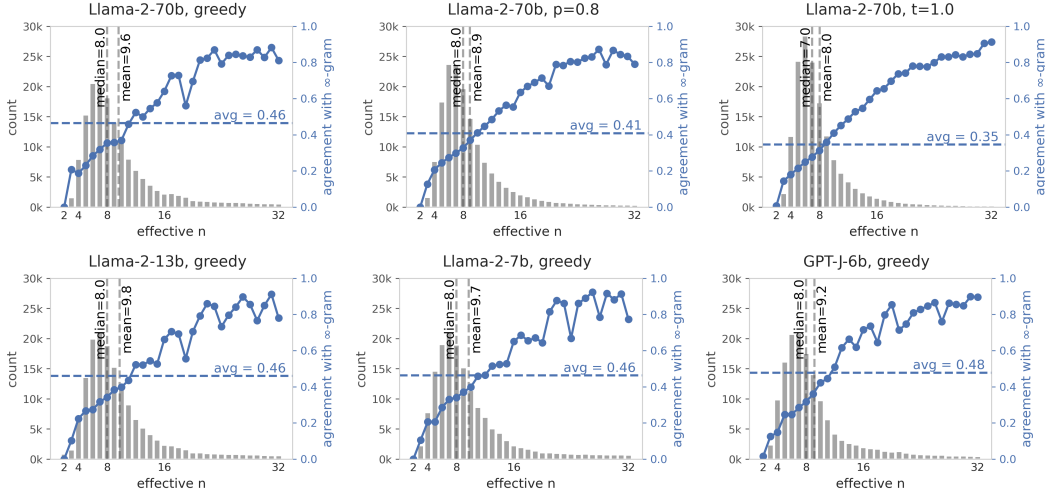 Llama-2-70b, greedy
30k
25k
20k
15k
10k
5k
0k
count
median=8.0
mean=9.6
avg = 0.46
1.0
0.8
0.6
0.4
0.2
0.0
agreement with ∞-gram
2 4 8 16 32
effective n
Llama-2-70b, p=0.8
30k
25k
20k
15k
10k
5k
0k
count
median=8.0
mean=8.9
avg = 0.41
1.0
0.8
0.6
0.4
0.2
0.0
agreement with ∞-gram
2 4 8 16 32
effective n
Llama-2-70b, t=1.0
30k
25k
20k
15k
10k
5k
0k
count
median=7.0
mean=8.0
avg = 0.35
1.0
0.8
0.6
0.4
0.2
0.0
agreement with ∞-gram
2 4 8 16 32
effective n
Llama-2-13b, greedy
30k
25k
20k
15k
10k
5k
0k
count
median=8.0
mean=9.8
avg = 0.46
1.0
0.8
0.6
0.4
0.2
0.0
agreement with ∞-gram
2 4 8 16 32
effective n
Llama-2-7b, greedy
30k
25k
20k
15k
10k
5k
0k
count
median=8.0
mean=9.7
avg = 0.46
1.0
0.8
0.6
0.4
0.2
0.0
agreement with ∞-gram
2 4 8 16 32
effective n
GPT-J-6b, greedy
30k
25k
20k
15k
10k
5k
0k
count
median=8.0
mean=9.2
avg = 0.48
1.0
0.8
0.6
0.4
0.2
0.0
agreement with ∞-gram
2 4 8 16 32
effective n